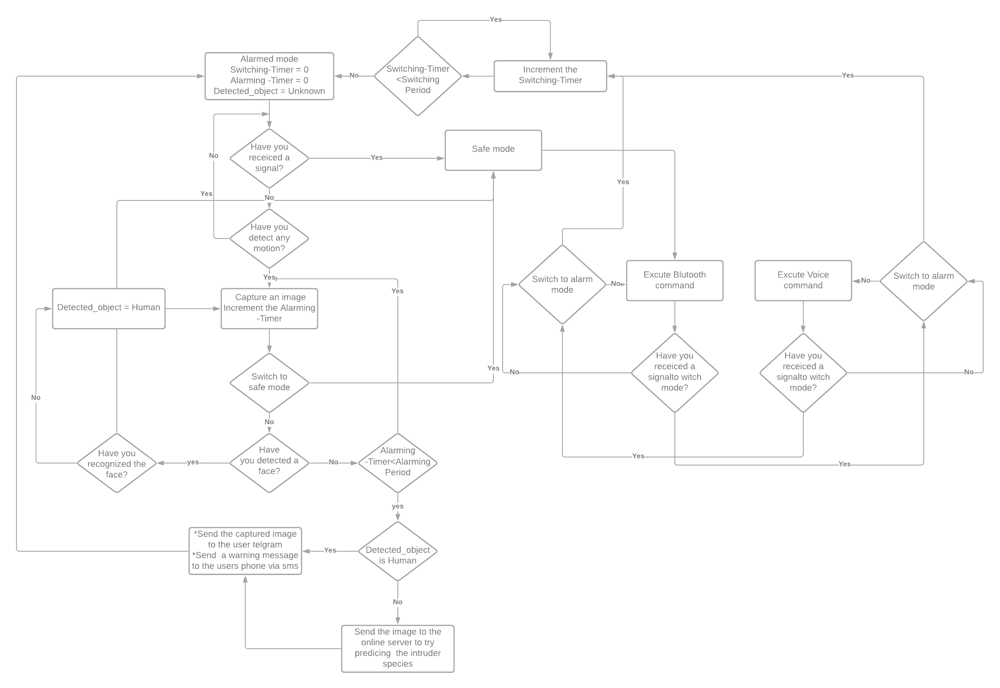 Yes
Alarmed mode
Switching-Timer = 0
Alarming -Timer = 0
Detected_object = Unknown
No
Switching-Timer
<Switching
Period
Increment the
Switching-Timer
Yes
Have you
receiced a
signal?
No
Yes
Safe mode
Yes
Yes
No
Have you
detect any
motion?
Yes
Yes
Detected_object = Human
Capture an image
Increment the Alarming
-Timer
Switch to alarm
mode
No
Excute Blutooth
command
Excute Voice
command
No
Switch to alarm
mode
Switch to
safe mode
Yes
No
Have you
receiced a
signalto witch
mode?
Have you
receiced a
signalto witch
mode?
No
No
No
Have you
recognized the
face?
yes
Have
you detected a
face?
No
Alarming
-Timer<Alarming
Period
Yes
Yes
yes
*Send the captured image
to the user telgram
*Send  a warning message
to the users phone via sms
Yes
Detected_object
is Human
No
Send the image to the
online server to try
predicing  the intruder
species